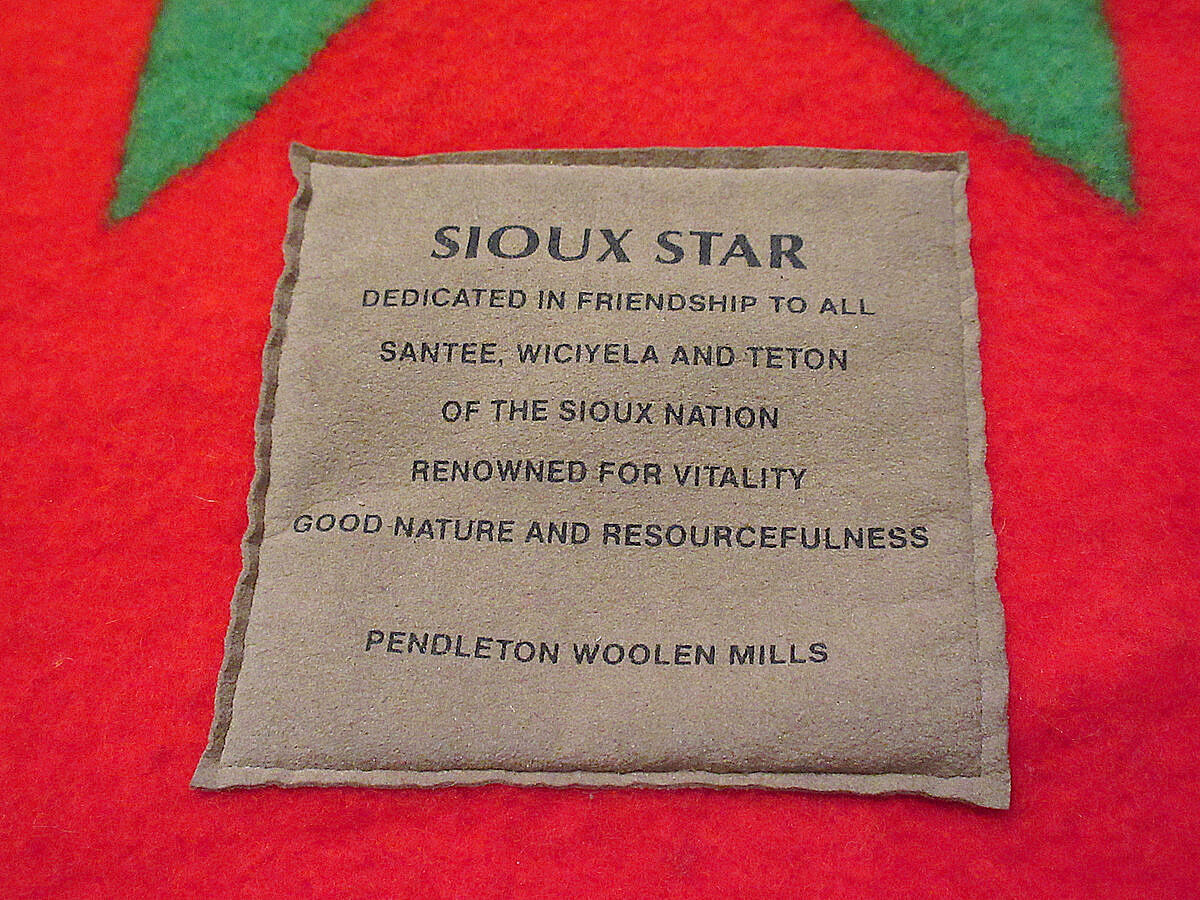 SIOUX STAR
DEDICATED IN FRIENDSHIP TO ALL
SANTEE, WICIYELA AND TETON
OF THE SIOUX NATION
RENOWNED FOR VITALITY
GOOD NATURE AND RESOURCEFULNESS
PENDLETON WOOLEN MILLS